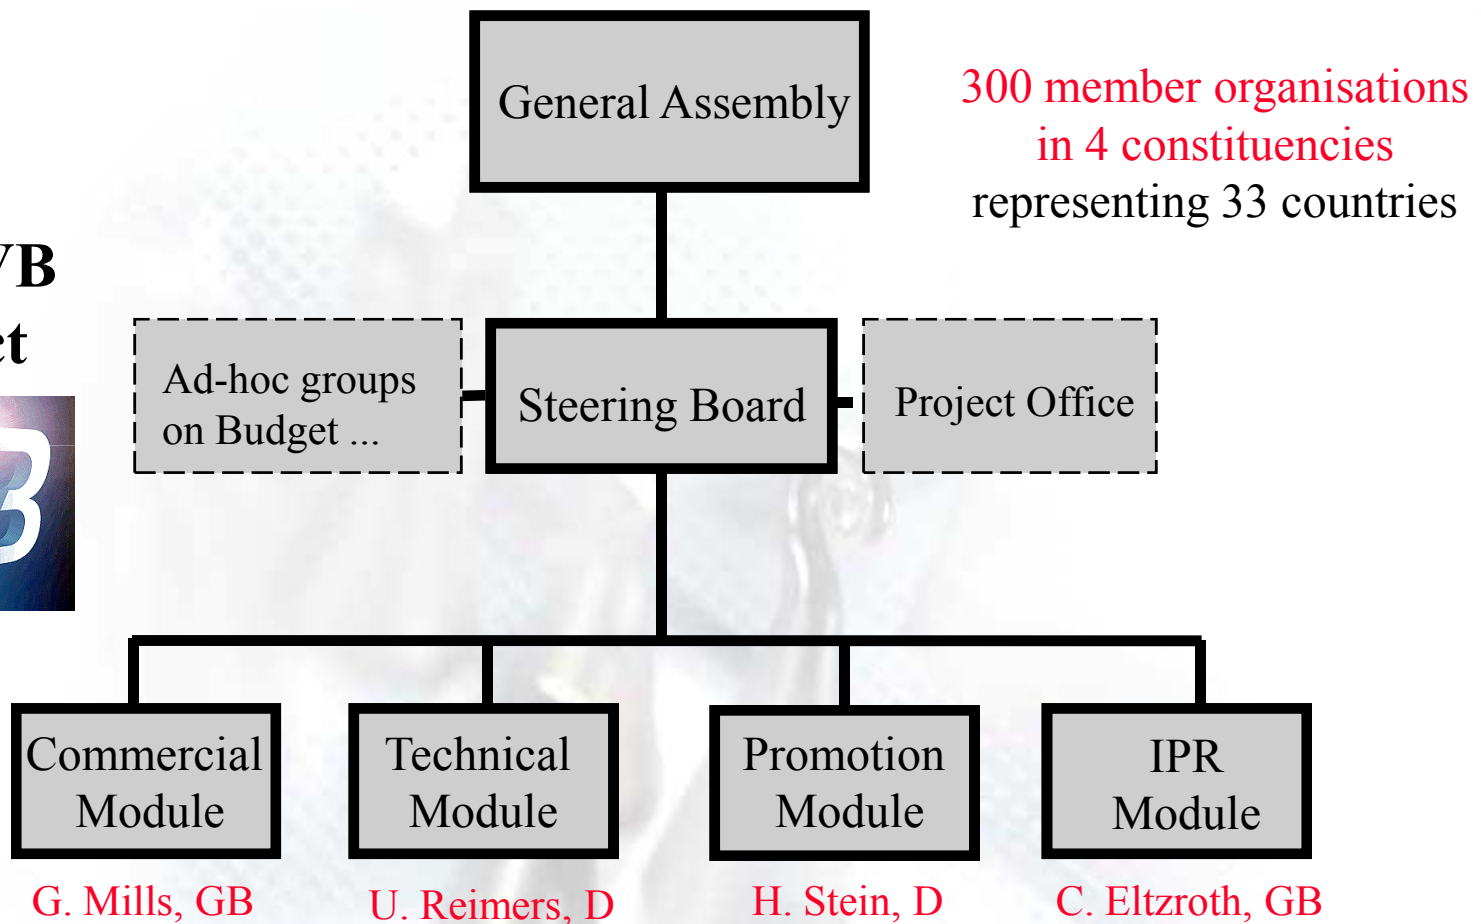 General Assembly
300 member organisations
in 4 constituencies
representing 33 countries
Ad-hoc groups
on Budget ...
Steering Board
Project Office
Commercial
Module
Technical
Module
Promotion
Module
IPR
Module
G. Mills, GB
U. Reimers, D
H. Stein, D
C. Eltzroth, GB